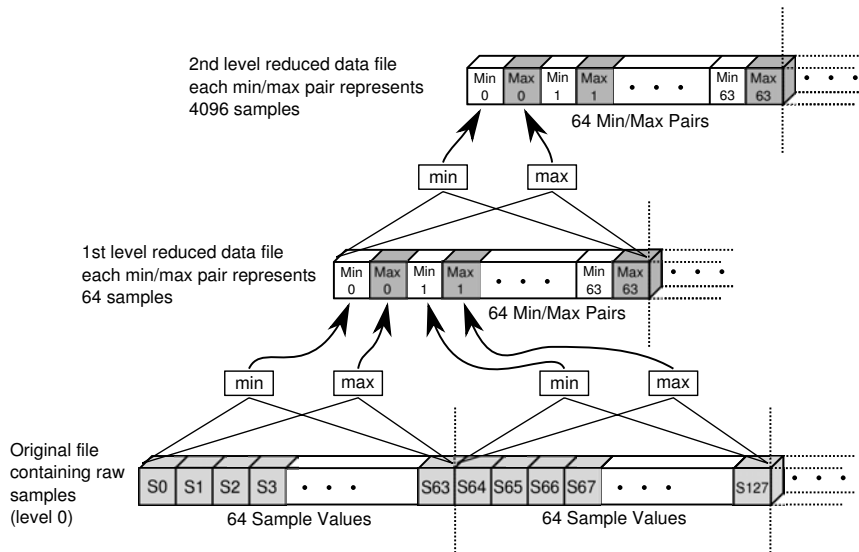 2nd level reduced data file
each min/max pair represents
4096 samples
Min 0 Max 0 Min 1 Max 1 • • • Min 63 Max 63 • • •
64 Min/Max Pairs
min max
1st level reduced data file
each min/max pair represents
64 samples
Min 0 Max 0 Min 1 Max 1 • • • Min 63 Max 63 • • •
64 Min/Max Pairs
min max min max
Original file
containing raw
samples
(level 0)
S0 S1 S2 S3 • • • S63 S64 S65 S66 S67 • • • S127 • • •
64 Sample Values 64 Sample Values